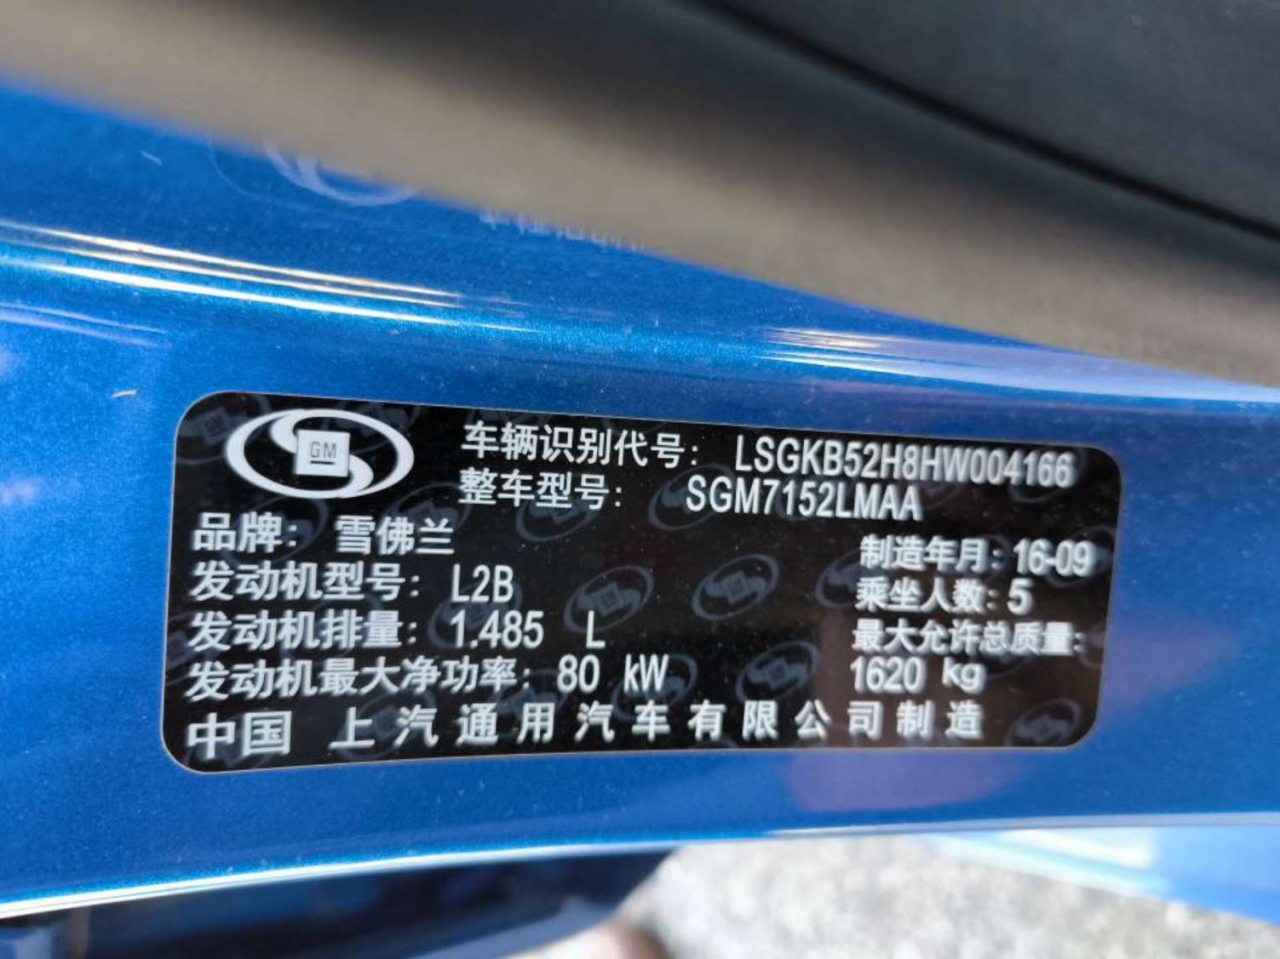 GM
车辆识别代号: LSGKB52H8HW004166
整车型号: SGM7152LMAA
品牌: 雪佛兰
制造年月: 16-09
发动机型号: L2B
乘坐人数: 5
发动机排量: 1.485 L
最大允许总质量:
1620 kg
发动机最大净功率: 80 kW
中国 上汽通用汽车有限公司制造